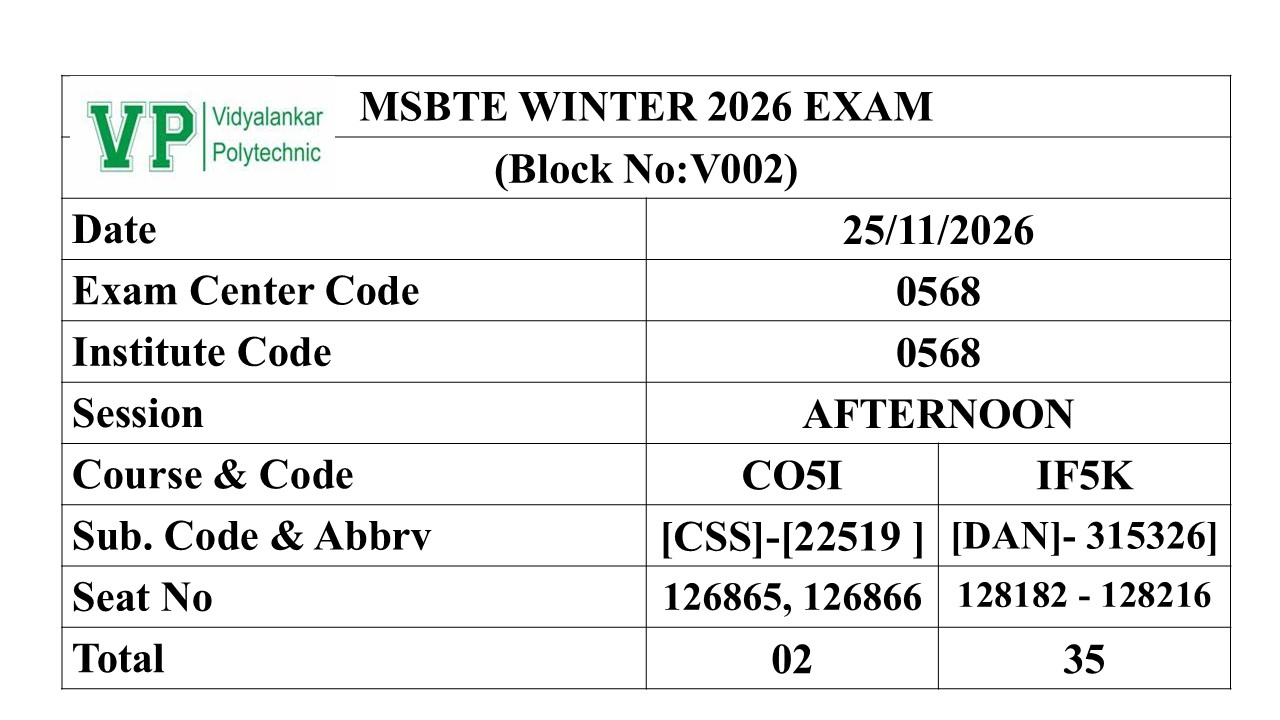 VP Vidyalankar
Polytechnic
MSBTE WINTER 2026 EXAM
(Block No:V002)
Date 25/11/2026
Exam Center Code 0568
Institute Code 0568
Session AFTERNOON
Course & Code CO5I IF5K
Sub. Code & Abbrv [CSS]-[22519 ] [DAN]- 315326]
Seat No 126865, 126866 128182 - 128216
Total 02 35